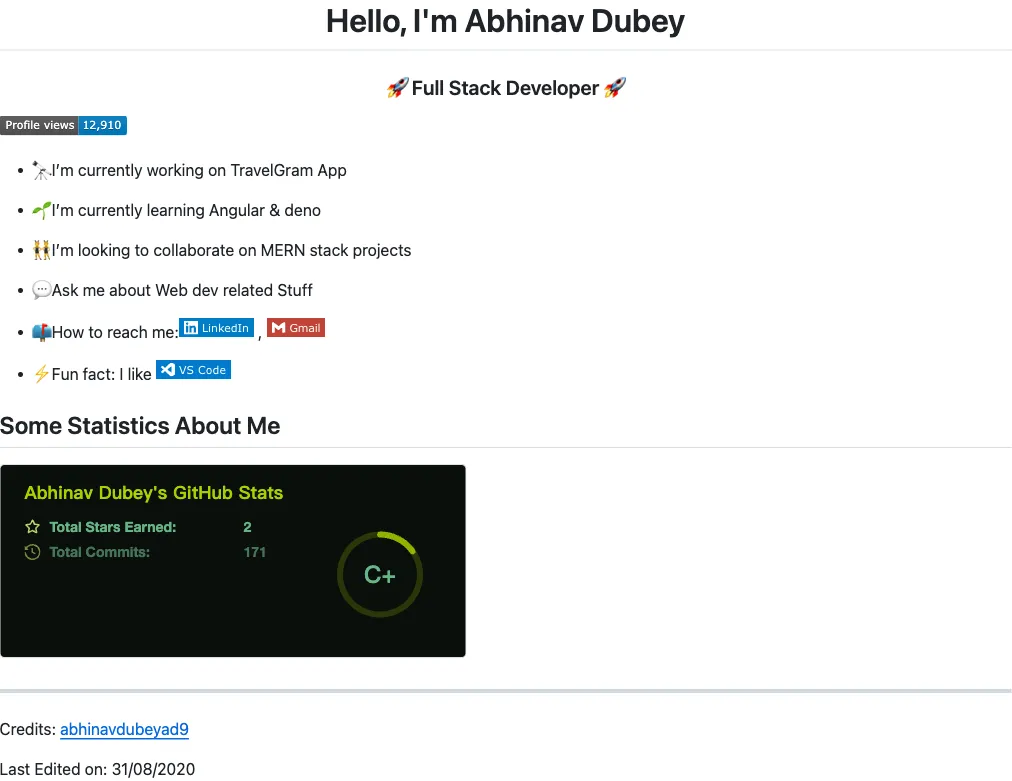 Hello, I'm Abhinav Dubey
🚀Full Stack Developer 🚀
Profile views 12,910
• 🔭I’m currently working on TravelGram App
• 🌱I’m currently learning Angular & deno
• 👯I’m looking to collaborate on MERN stack projects
• 💬Ask me about Web dev related Stuff
• 📫How to reach me: LinkedIn , Gmail
• ⚡Fun fact: I like VS Code
Some Statistics About Me
Abhinav Dubey's GitHub Stats
Total Stars Earned: 2
Total Commits: 171
C+
Credits: abhinavdubeyad9
Last Edited on: 31/08/2020